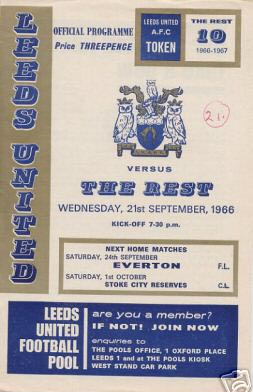 LEEDS UNITED
OFFICIAL PROGRAMME
Price THREEPENCE
LEEDS UNITED
A.F.C
TOKEN
THE REST
10
1966-1967
21.
VERSUS
THE REST
WEDNESDAY, 21st SEPTEMBER, 1966
KICK-OFF 7-30 p.m.
NEXT HOME MATCHES
SATURDAY, 24th SEPTEMBER
EVERTON F.L.
SATURDAY, 1st OCTOBER
STOKE CITY RESERVES C.L.
LEEDS
UNITED
FOOTBALL
POOL
are you a member?
IF NOT! JOIN NOW
enquiries to
THE POOLS OFFICE, 1 OXFORD PLACE
LEEDS 1 and at THE POOLS KIOSK
WEST STAND CAR PARK